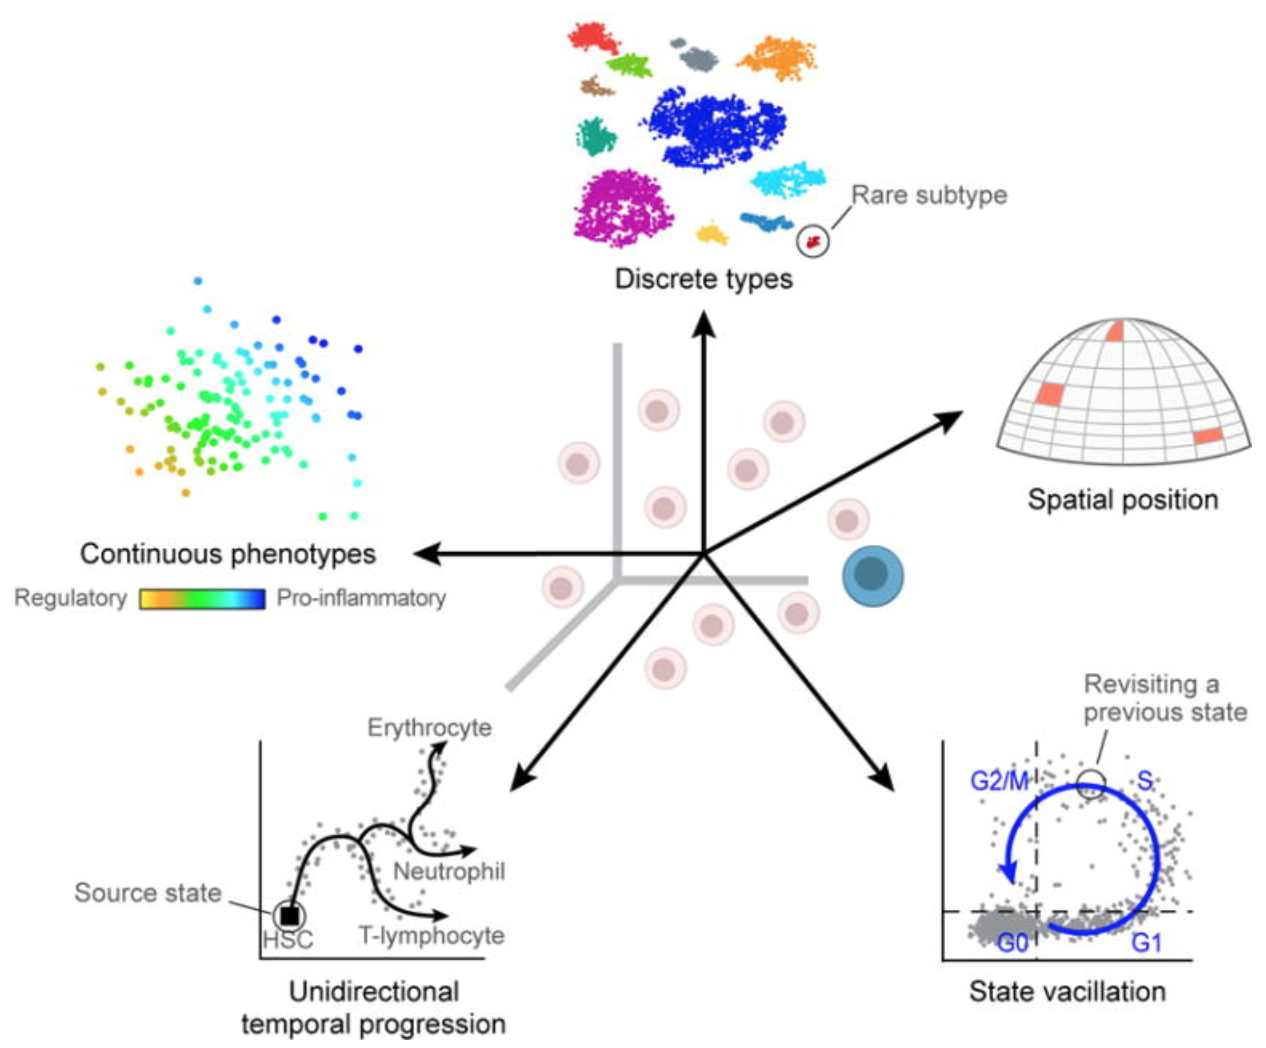 Rare subtype
Discrete types
Spatial position
Continuous phenotypes
Regulatory
Pro-inflammatory
Revisiting a
previous state
G2/M
S
G0
G1
State vacillation
Erythrocyte
Neutrophil
Source state
HSC
T-lymphocyte
Unidirectional
temporal progression